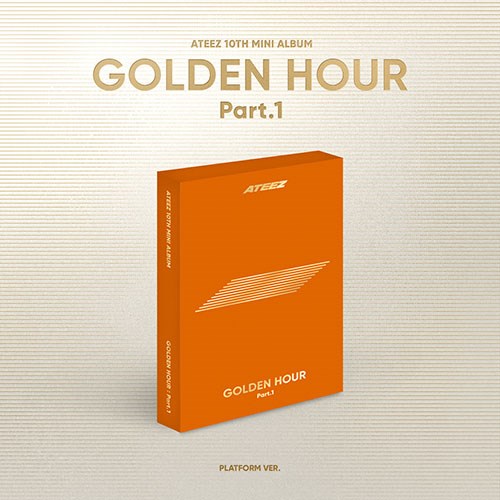 ATEEZ 10TH MINI ALBUM
GOLDEN HOUR
Part.1
ATEEZ
ATEEZ 10TH MINI ALBUM
GOLDEN HOUR : Part.1
GOLDEN HOUR
Part.1
PLATFORM VER.